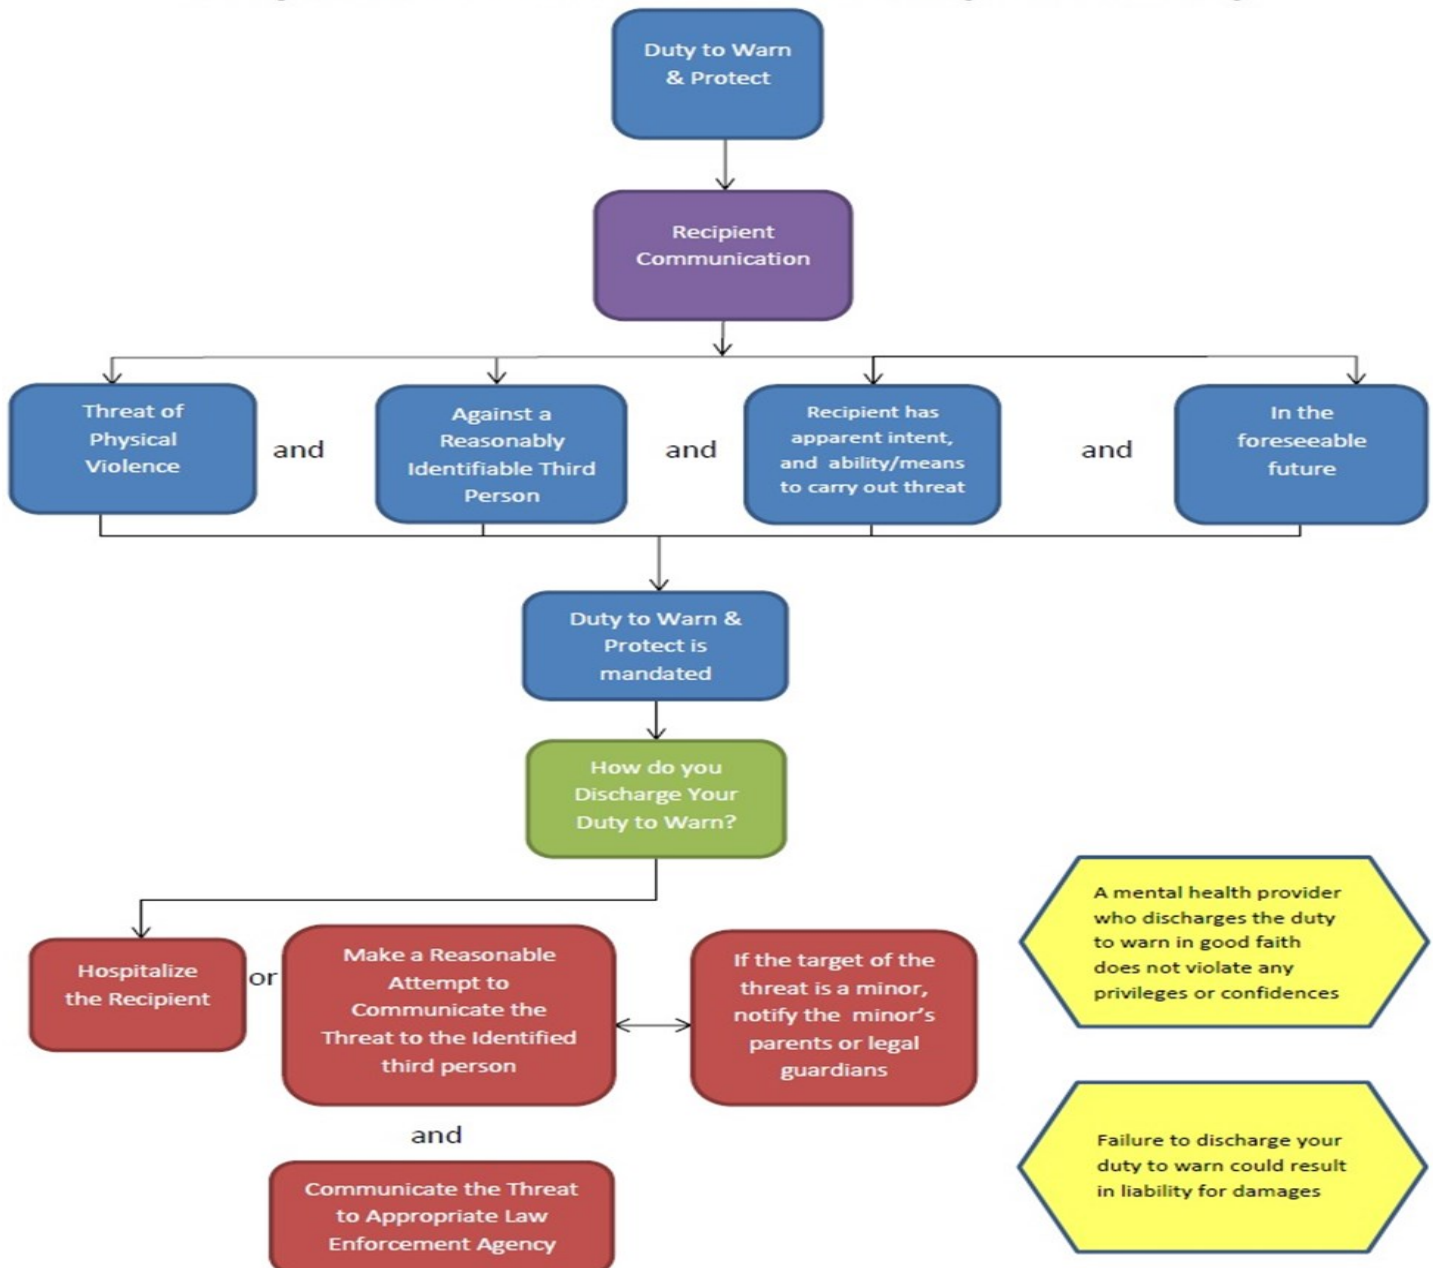 Duty to Warn
& Protect
Recipient
Communication
Threat of
Physical
Violence
and
Against a
Reasonably
Identifiable Third
Person
and
Recipient has
apparent intent,
and ability/means
to carry out threat
and
In the
foreseeable
future
Duty to Warn &
Protect is
mandated
How do you
Discharge Your
Duty to Warn?
Hospitalize
the Recipient
or
Make a Reasonable
Attempt to
Communicate the
Threat to the Identified
third person
If the target of the
threat is a minor,
notify the minor's
parents or legal
guardians
and
Communicate the Threat
to Appropriate Law
Enforcement Agency
A mental health provider
who discharges the duty
to warn in good faith
does not violate any
privileges or confidences
Failure to discharge your
duty to warn could result
in liability for damages